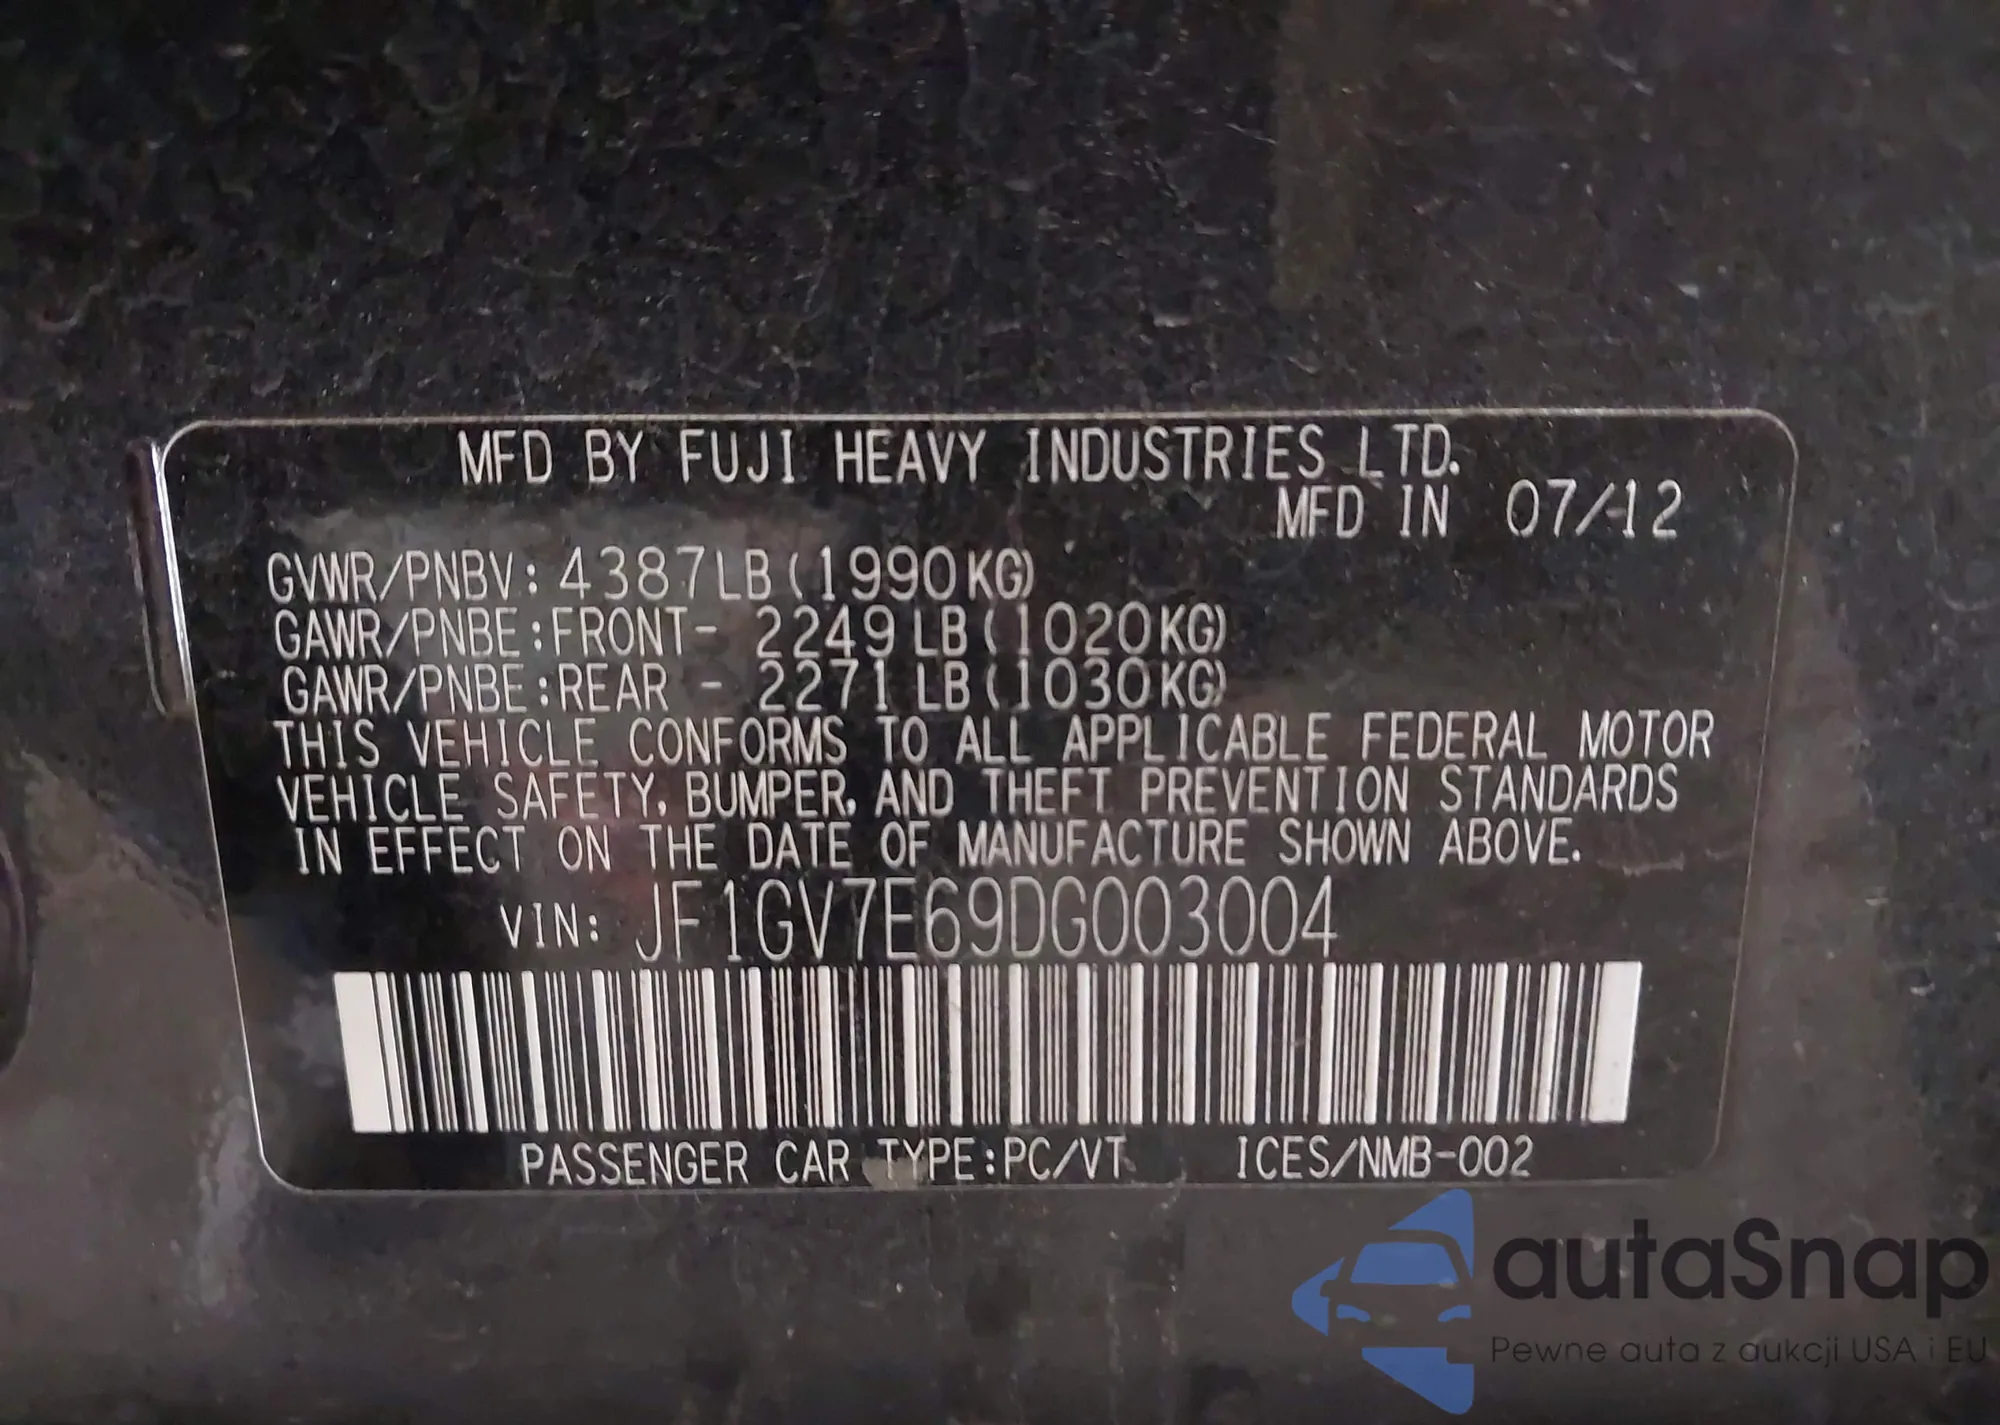 MFD BY FUJI HEAVY INDUSTRIES LTD.
MFD IN 07/12
GVWR/PNBV: 4387LB(1990KG)
GAWR/PNBE:FRONT- 2249LB(1020KG)
GAWR/PNBE:REAR - 2271LB(1030KG)
THIS VEHICLE CONFORMS TO ALL APPLICABLE FEDERAL MOTOR
VEHICLE SAFETY, BUMPER, AND THEFT PREVENTION STANDARDS
IN EFFECT ON THE DATE OF MANUFACTURE SHOWN ABOVE.
VIN: JF1GV7E69DG003004
PASSENGER CAR TYPE:PC/VT ICES/NMB-002
autaSnap
Pewne auta z aukcji USA i EU